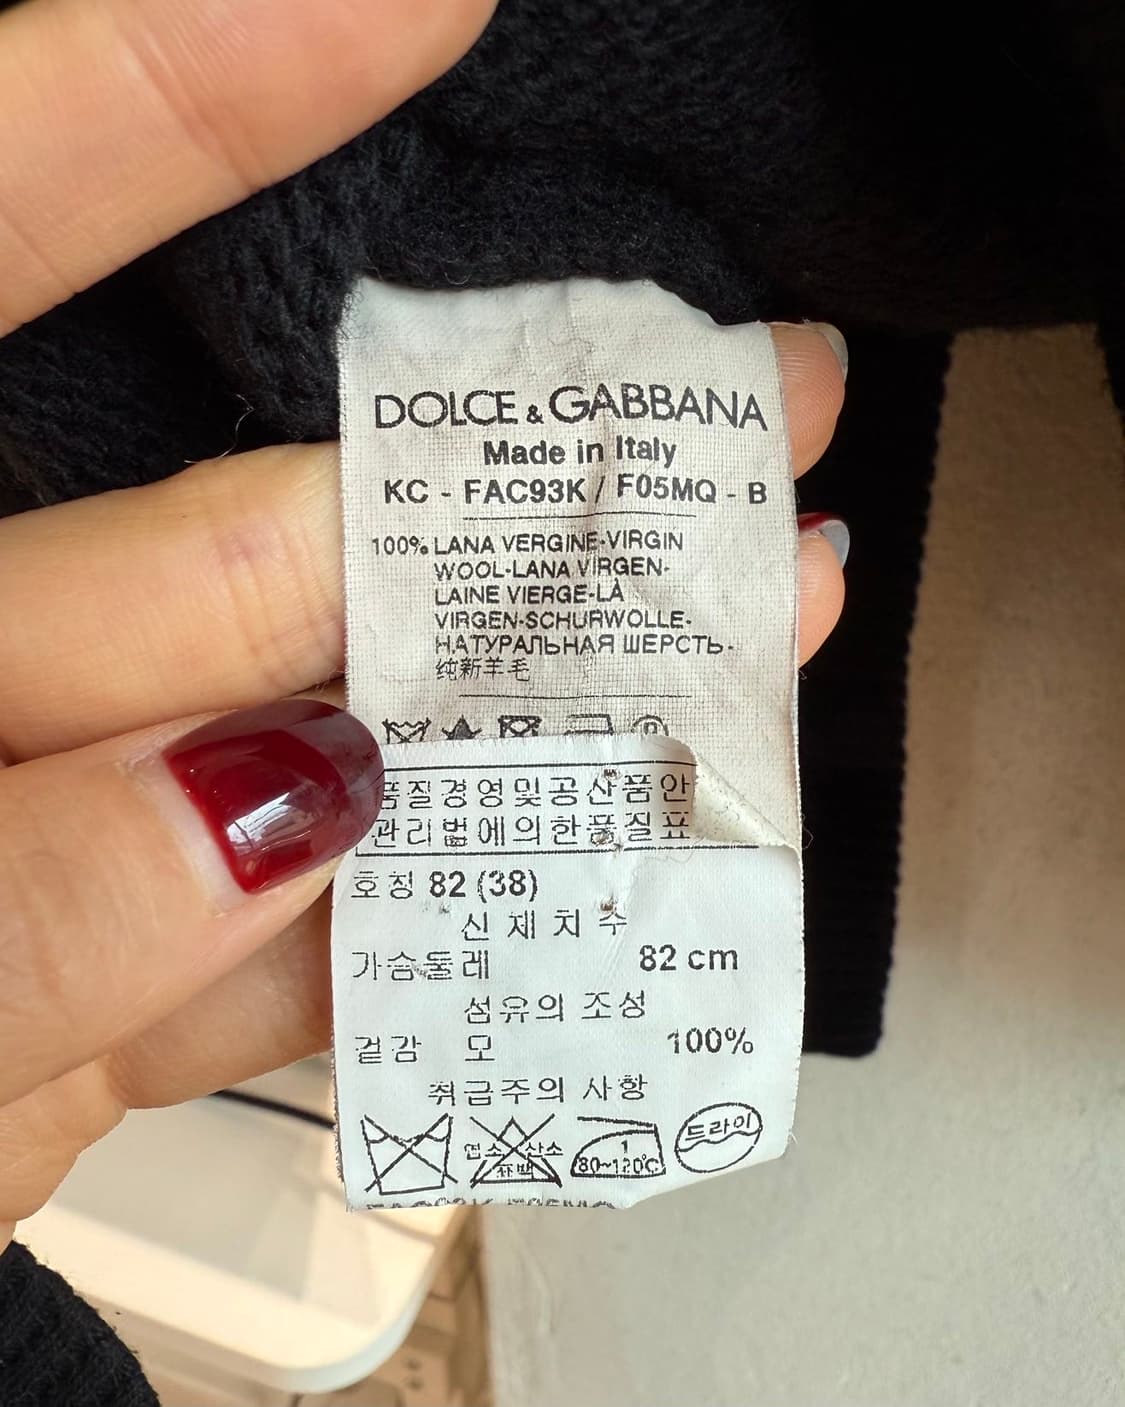 DOLCE & GABBANA
Made in Italy
KC - FAC93K / F05MQ - B
100% LANA VERGINE-VIRGIN
WOOL-LANA VIRGEN-
LAINE VIERGE-LÀ
VIRGEN-SCHURWOLLE-
НАТУРАЛЬНАЯ ШЕРСТЬ-
纯新羊毛
품질경영및공산품안
관리법에의한품질표
호칭 82 (38)
신체치수
가슴둘레 82 cm
섬유의 조성
겉감 모 100%
취급주의 사항
염소 산소
표백
1
80~120℃
드라이